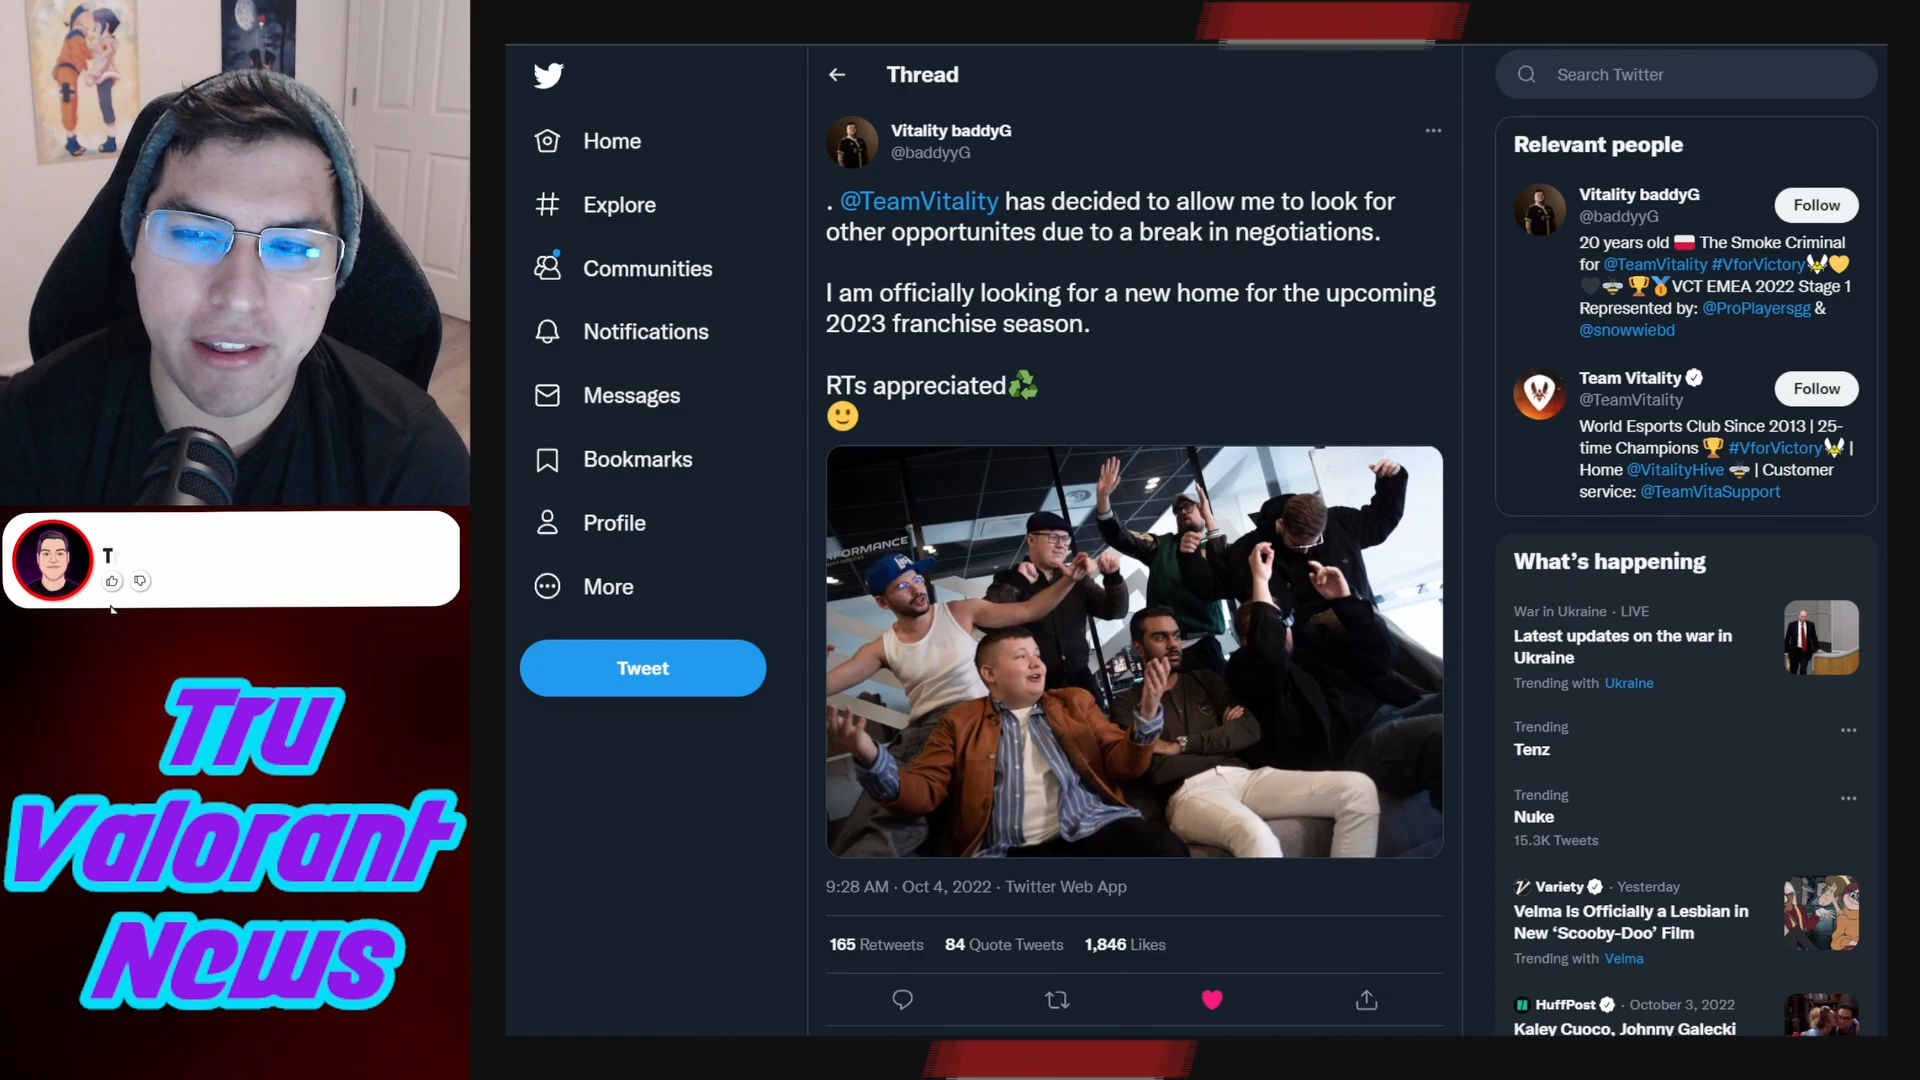 T
Tru
Valorant
News
Home
Explore
Communities
Notifications
Messages
Bookmarks
Profile
More
Tweet
Thread
Vitality baddyG
@baddyyG
. @TeamVitality has decided to allow me to look for
other opportunites due to a break in negotiations.
I am officially looking for a new home for the upcoming
2023 franchise season.
RTs appreciated♻
🙂
9:28 AM · Oct 4, 2022 · Twitter Web App
165 Retweets 84 Quote Tweets 1,846 Likes
Search Twitter
Relevant people
Vitality baddyG
@baddyyG
Follow
20 years old 🇵🇱 The Smoke Criminal
for @TeamVitality #VforVictory 💛
🖤🐝 🏆🥇VCT EMEA 2022 Stage 1
Represented by: @ProPlayersgg &
@snowwiebd
Team Vitality
@TeamVitality
Follow
World Esports Club Since 2013 | 25-
time Champions 🏆 #VforVictory |
Home @VitalityHive 🐝 | Customer
service: @TeamVitaSupport
What’s happening
War in Ukraine · LIVE
Latest updates on the war in
Ukraine
Trending with Ukraine
Trending
Tenz
Trending
Nuke
15.3K Tweets
Variety · Yesterday
Velma Is Officially a Lesbian in
New ‘Scooby-Doo’ Film
Trending with Velma
HuffPost · October 3, 2022
Kaley Cuoco, Johnny Galecki